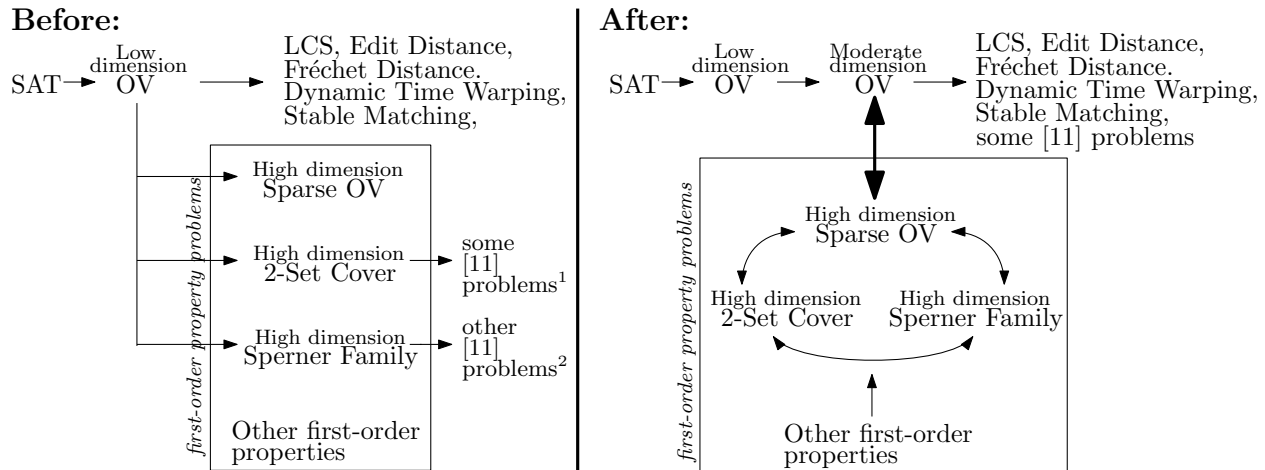 Before:
Low
dimension
SAT
OV
LCS, Edit Distance,
Fréchet Distance.
Dynamic Time Warping,
Stable Matching,
first-order property problems
High dimension
Sparse OV
High dimension
2-Set Cover
some
[11]
problems¹
High dimension
Sperner Family
other
[11]
problems²
Other first-order
properties
After:
Low
dimension
SAT
OV
Moderate
dimension
OV
LCS, Edit Distance,
Fréchet Distance.
Dynamic Time Warping,
Stable Matching,
some [11] problems
first-order property problems
High dimension
Sparse OV
High dimension
2-Set Cover
High dimension
Sperner Family
Other first-order
properties